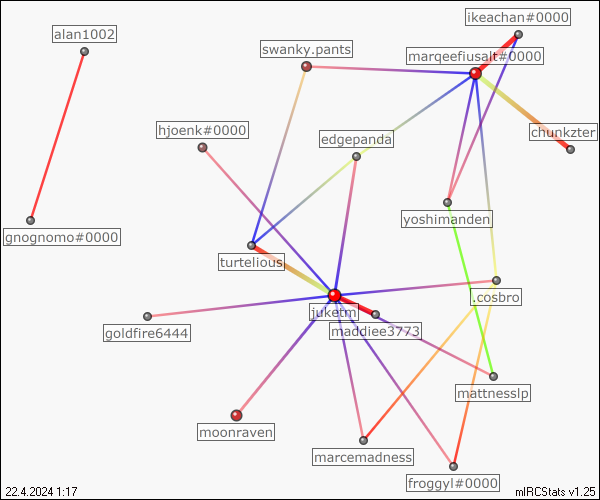 ikeachan#0000
alan1002
swanky.pants
marqeefiusalt#0000
hjoenk#0000
chunkzter
edgepanda
yoshimanden
turtelious
.cosbro
juketm
maddiee3773
goldfire6444
mattnesslp
gnognomo#0000
moonraven
marcemadness
froggyl#0000
22.4.2024 1:17
mIRCStats v1.25